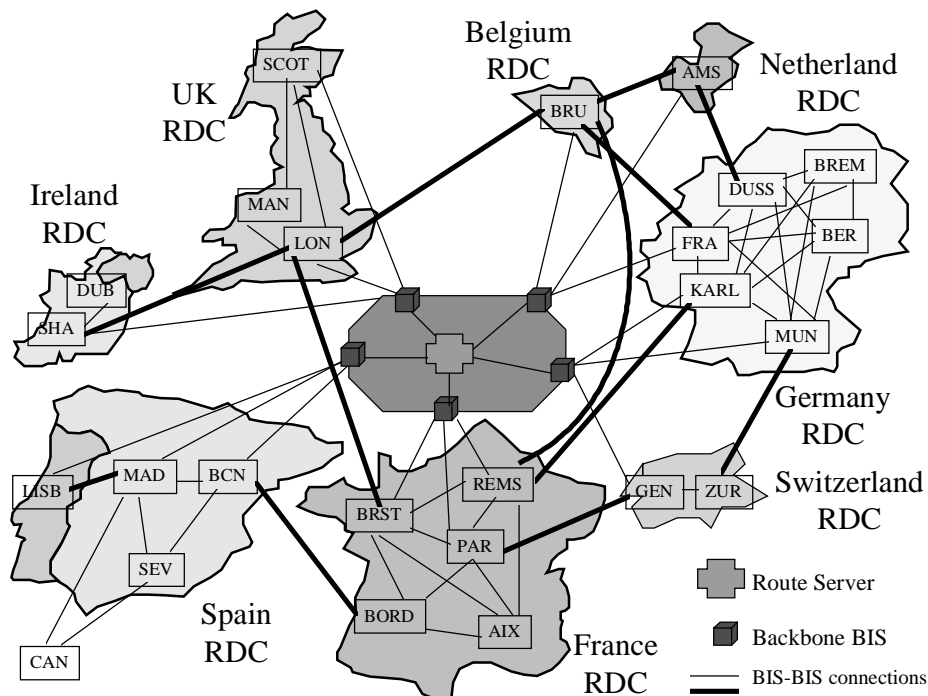 Belgium
RDC
SCOT
AMS
Netherland
RDC
UK
RDC
BRU
BREM
DUSS
Ireland
RDC
MAN
LON
FRA
BER
DUB
KARL
SHA
MUN
Germany
RDC
LISB
MAD
BCN
REMS
GEN
ZUR
Switzerland
RDC
BRST
PAR
SEV
Route Server
Spain
RDC
BORD
AIX
France
RDC
Backbone BIS
CAN
BIS-BIS connections